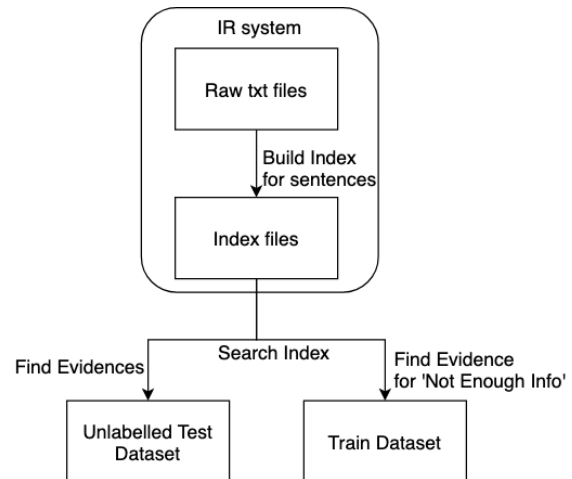 IR system
Raw txt files
Build Index
for sentences
Index files
Search Index
Find Evidences
Find Evidence
for 'Not Enough Info'
Unlabelled Test
Dataset
Train Dataset